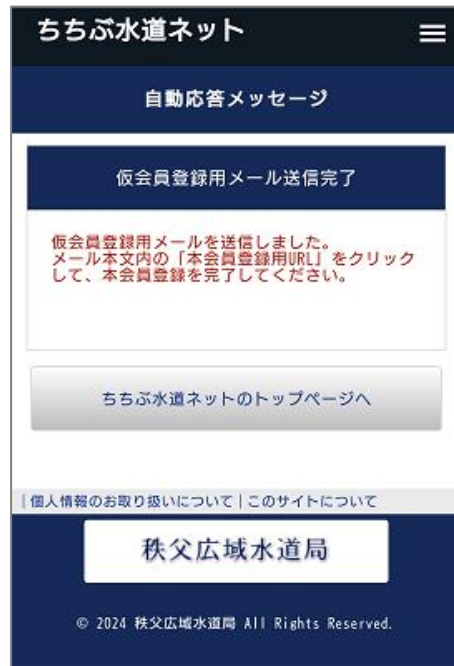 ちちぶ水道ネット
自動応答メッセージ
仮会員登録用メール送信完了
仮会員登録用メールを送信しました。
メール本文内の「本会員登録用URL」をクリック
して、本会員登録を完了してください。
ちちぶ水道ネットのトップページへ
|個人情報のお取り扱いについて|このサイトについて
秩父広域水道局
© 2024 秩父広域水道局 All Rights Reserved.